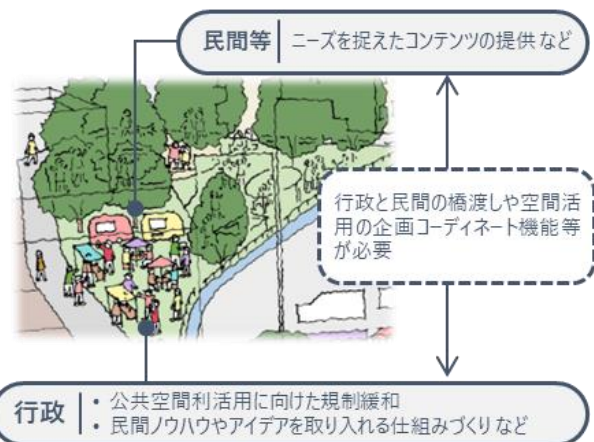 民間等 ニーズを捉えたコンテンツの提供など
行政と民間の橋渡しや空間活
用の企画コーディネート機能等
が必要
行政
・ 公共空間利活用に向けた規制緩和
・ 民間ノウハウやアイデアを取り入れる仕組みづくりなど